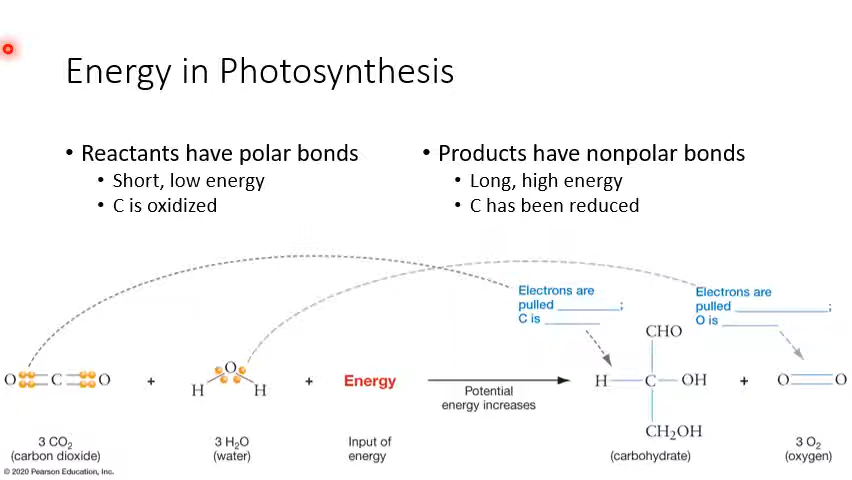 Energy in Photosynthesis
• Reactants have polar bonds
• Short, low energy
• C is oxidized
• Products have nonpolar bonds
• Long, high energy
• C has been reduced
Electrons are
pulled __________;
C is ________
Electrons are
pulled _______________;
O is ________
O C O
+
O
H H
+
Energy
Potential
energy increases
CHO
H C OH
CH₂OH
+
O O
3 CO₂
(carbon dioxide)
3 H₂O
(water)
Input of
energy
(carbohydrate)
3 O₂
(oxygen)
© 2020 Pearson Education, Inc.